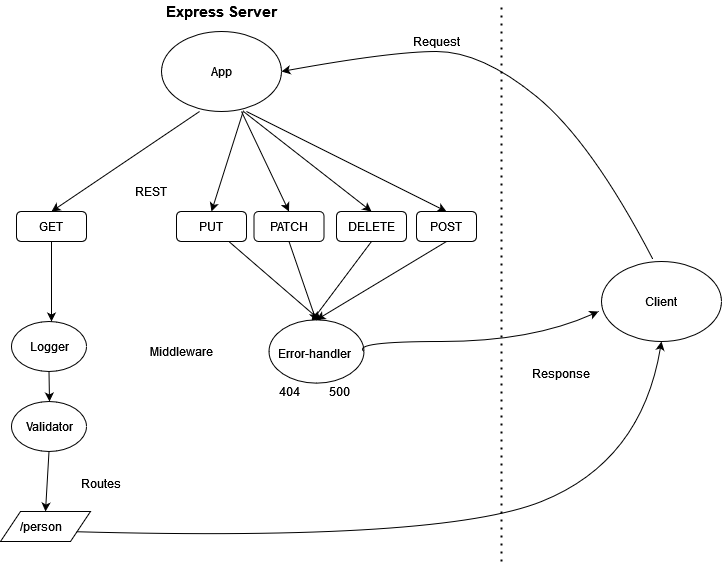 Express Server
Request
App
REST
GET
PUT
PATCH
DELETE
POST
Client
Logger
Middleware
Error-handler
Response
404
500
Validator
Routes
/person